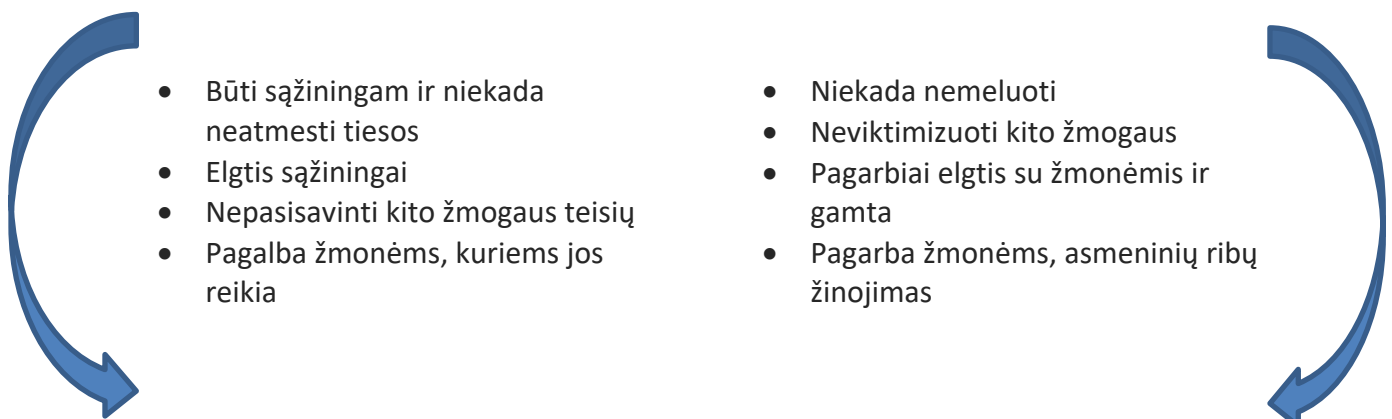 • Būti sąžiningam ir niekada
neatmesti tiesos
• Elgtis sąžiningai
• Nepasisavinti kito žmogaus teisių
• Pagalba žmonėms, kuriems jos
reikia
• Niekada nemeluoti
• Neviktimizuoti kito žmogaus
• Pagarbiai elgtis su žmonėmis ir
gamta
• Pagarba žmonėms, asmeninių ribų
žinojimas